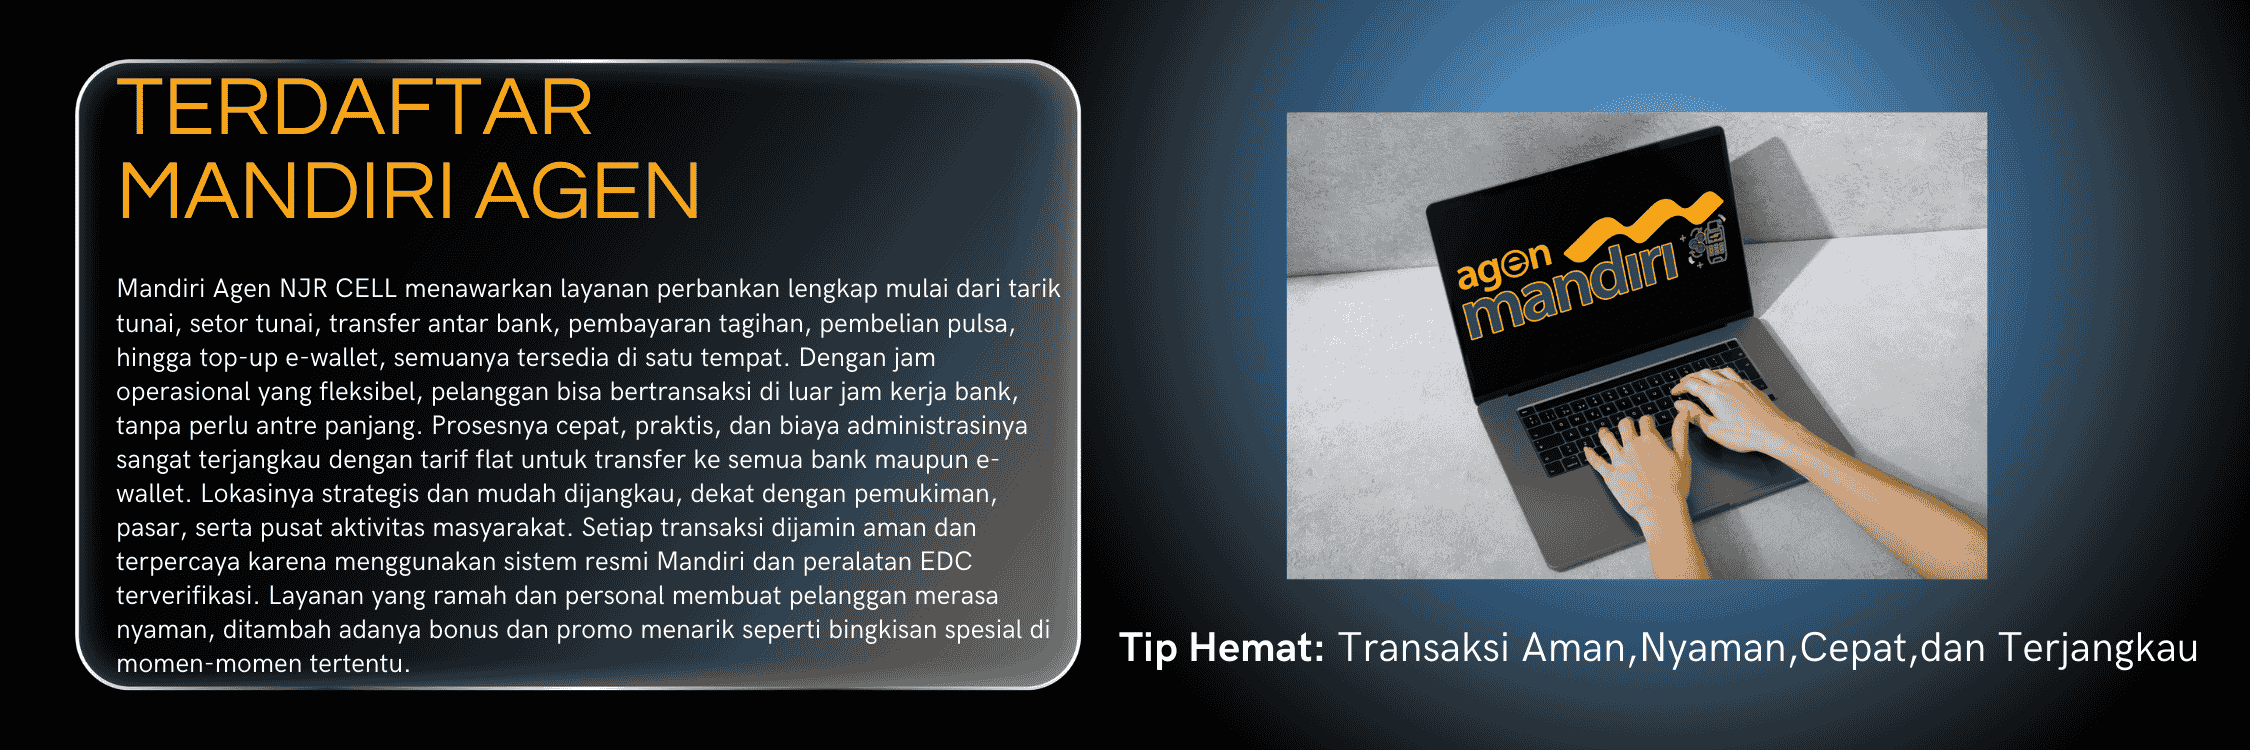 TERDAFTAR
MANDIRI AGEN
Mandiri Agen NJR CELL menawarkan layanan perbankan lengkap mulai dari tarik
tunai, setor tunai, transfer antar bank, pembayaran tagihan, pembelian pulsa,
hingga top-up e-wallet, semuanya tersedia di satu tempat. Dengan jam
operasional yang fleksibel, pelanggan bisa bertransaksi di luar jam kerja bank,
tanpa perlu antre panjang. Prosesnya cepat, praktis, dan biaya administrasinya
sangat terjangkau dengan tarif flat untuk transfer ke semua bank maupun e-
wallet. Lokasinya strategis dan mudah dijangkau, dekat dengan pemukiman,
pasar, serta pusat aktivitas masyarakat. Setiap transaksi dijamin aman dan
terpercaya karena menggunakan sistem resmi Mandiri dan peralatan EDC
terverifikasi. Layanan yang ramah dan personal membuat pelanggan merasa
nyaman, ditambah adanya bonus dan promo menarik seperti bingkisan spesial di
momen-momen tertentu.
agen
mandiri
Tip Hemat: Transaksi Aman,Nyaman,Cepat,dan Terjangkau